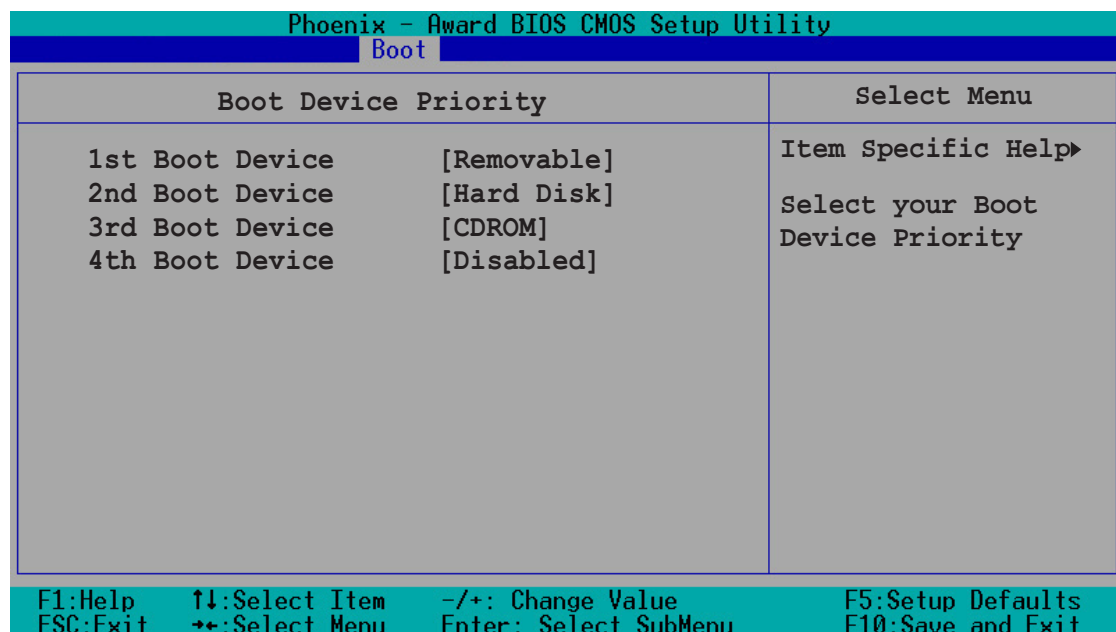 Phoenix - Award BIOS CMOS Setup Utility
Boot
Boot Device Priority
Select Menu
1st Boot Device [Removable]
2nd Boot Device [Hard Disk]
3rd Boot Device [CDROM]
4th Boot Device [Disabled]
Item Specific Help▶
Select your Boot
Device Priority
F1:Help ↑↓:Select Item -/+: Change Value F5:Setup Defaults
ESC:Exit →←:Select Menu Enter: Select SubMenu F10:Save and Exit